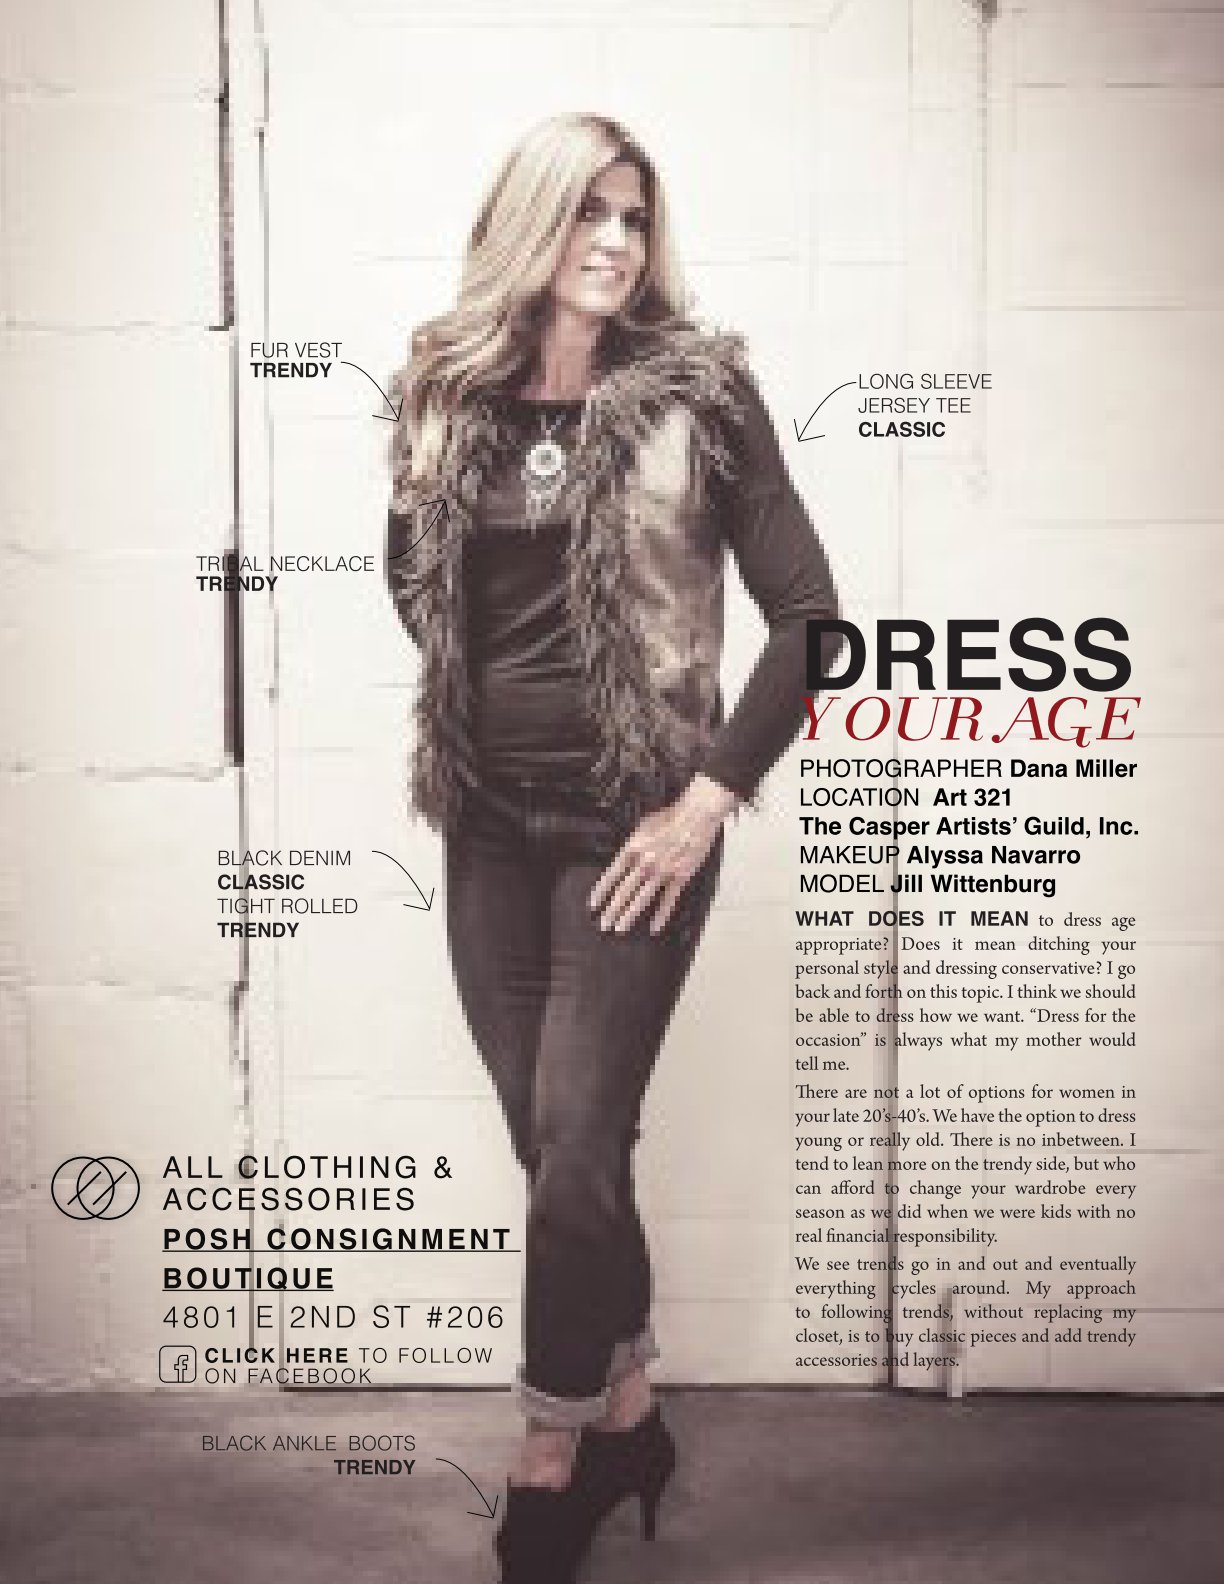 FUR VEST
TRENDY
LONG SLEEVE
JERSEY TEE
CLASSIC
TRIBAL NECKLACE
TRENDY
BLACK DENIM
CLASSIC
TIGHT ROLLED
TRENDY
DRESS
YOUR AGE
PHOTOGRAPHER Dana Miller
LOCATION Art 321
The Casper Artists’ Guild, Inc.
MAKEUP Alyssa Navarro
MODEL Jill Wittenburg
WHAT DOES IT MEAN to dress age
appropriate? Does it mean ditching your
personal style and dressing conservative? I go
back and forth on this topic. I think we should
be able to dress how we want. “Dress for the
occasion” is always what my mother would
tell me.
There are not a lot of options for women in
your late 20’s-40’s. We have the option to dress
young or really old. There is no inbetween. I
tend to lean more on the trendy side, but who
can afford to change your wardrobe every
season as we did when we were kids with no
real financial responsibility.
We see trends go in and out and eventually
everything cycles around. My approach
to following trends, without replacing my
closet, is to buy classic pieces and add trendy
accessories and layers.
ALL CLOTHING &
ACCESSORIES
POSH CONSIGNMENT
BOUTIQUE
4801 E 2ND ST #206
f CLICK HERE TO FOLLOW
ON FACEBOOK
BLACK ANKLE BOOTS
TRENDY